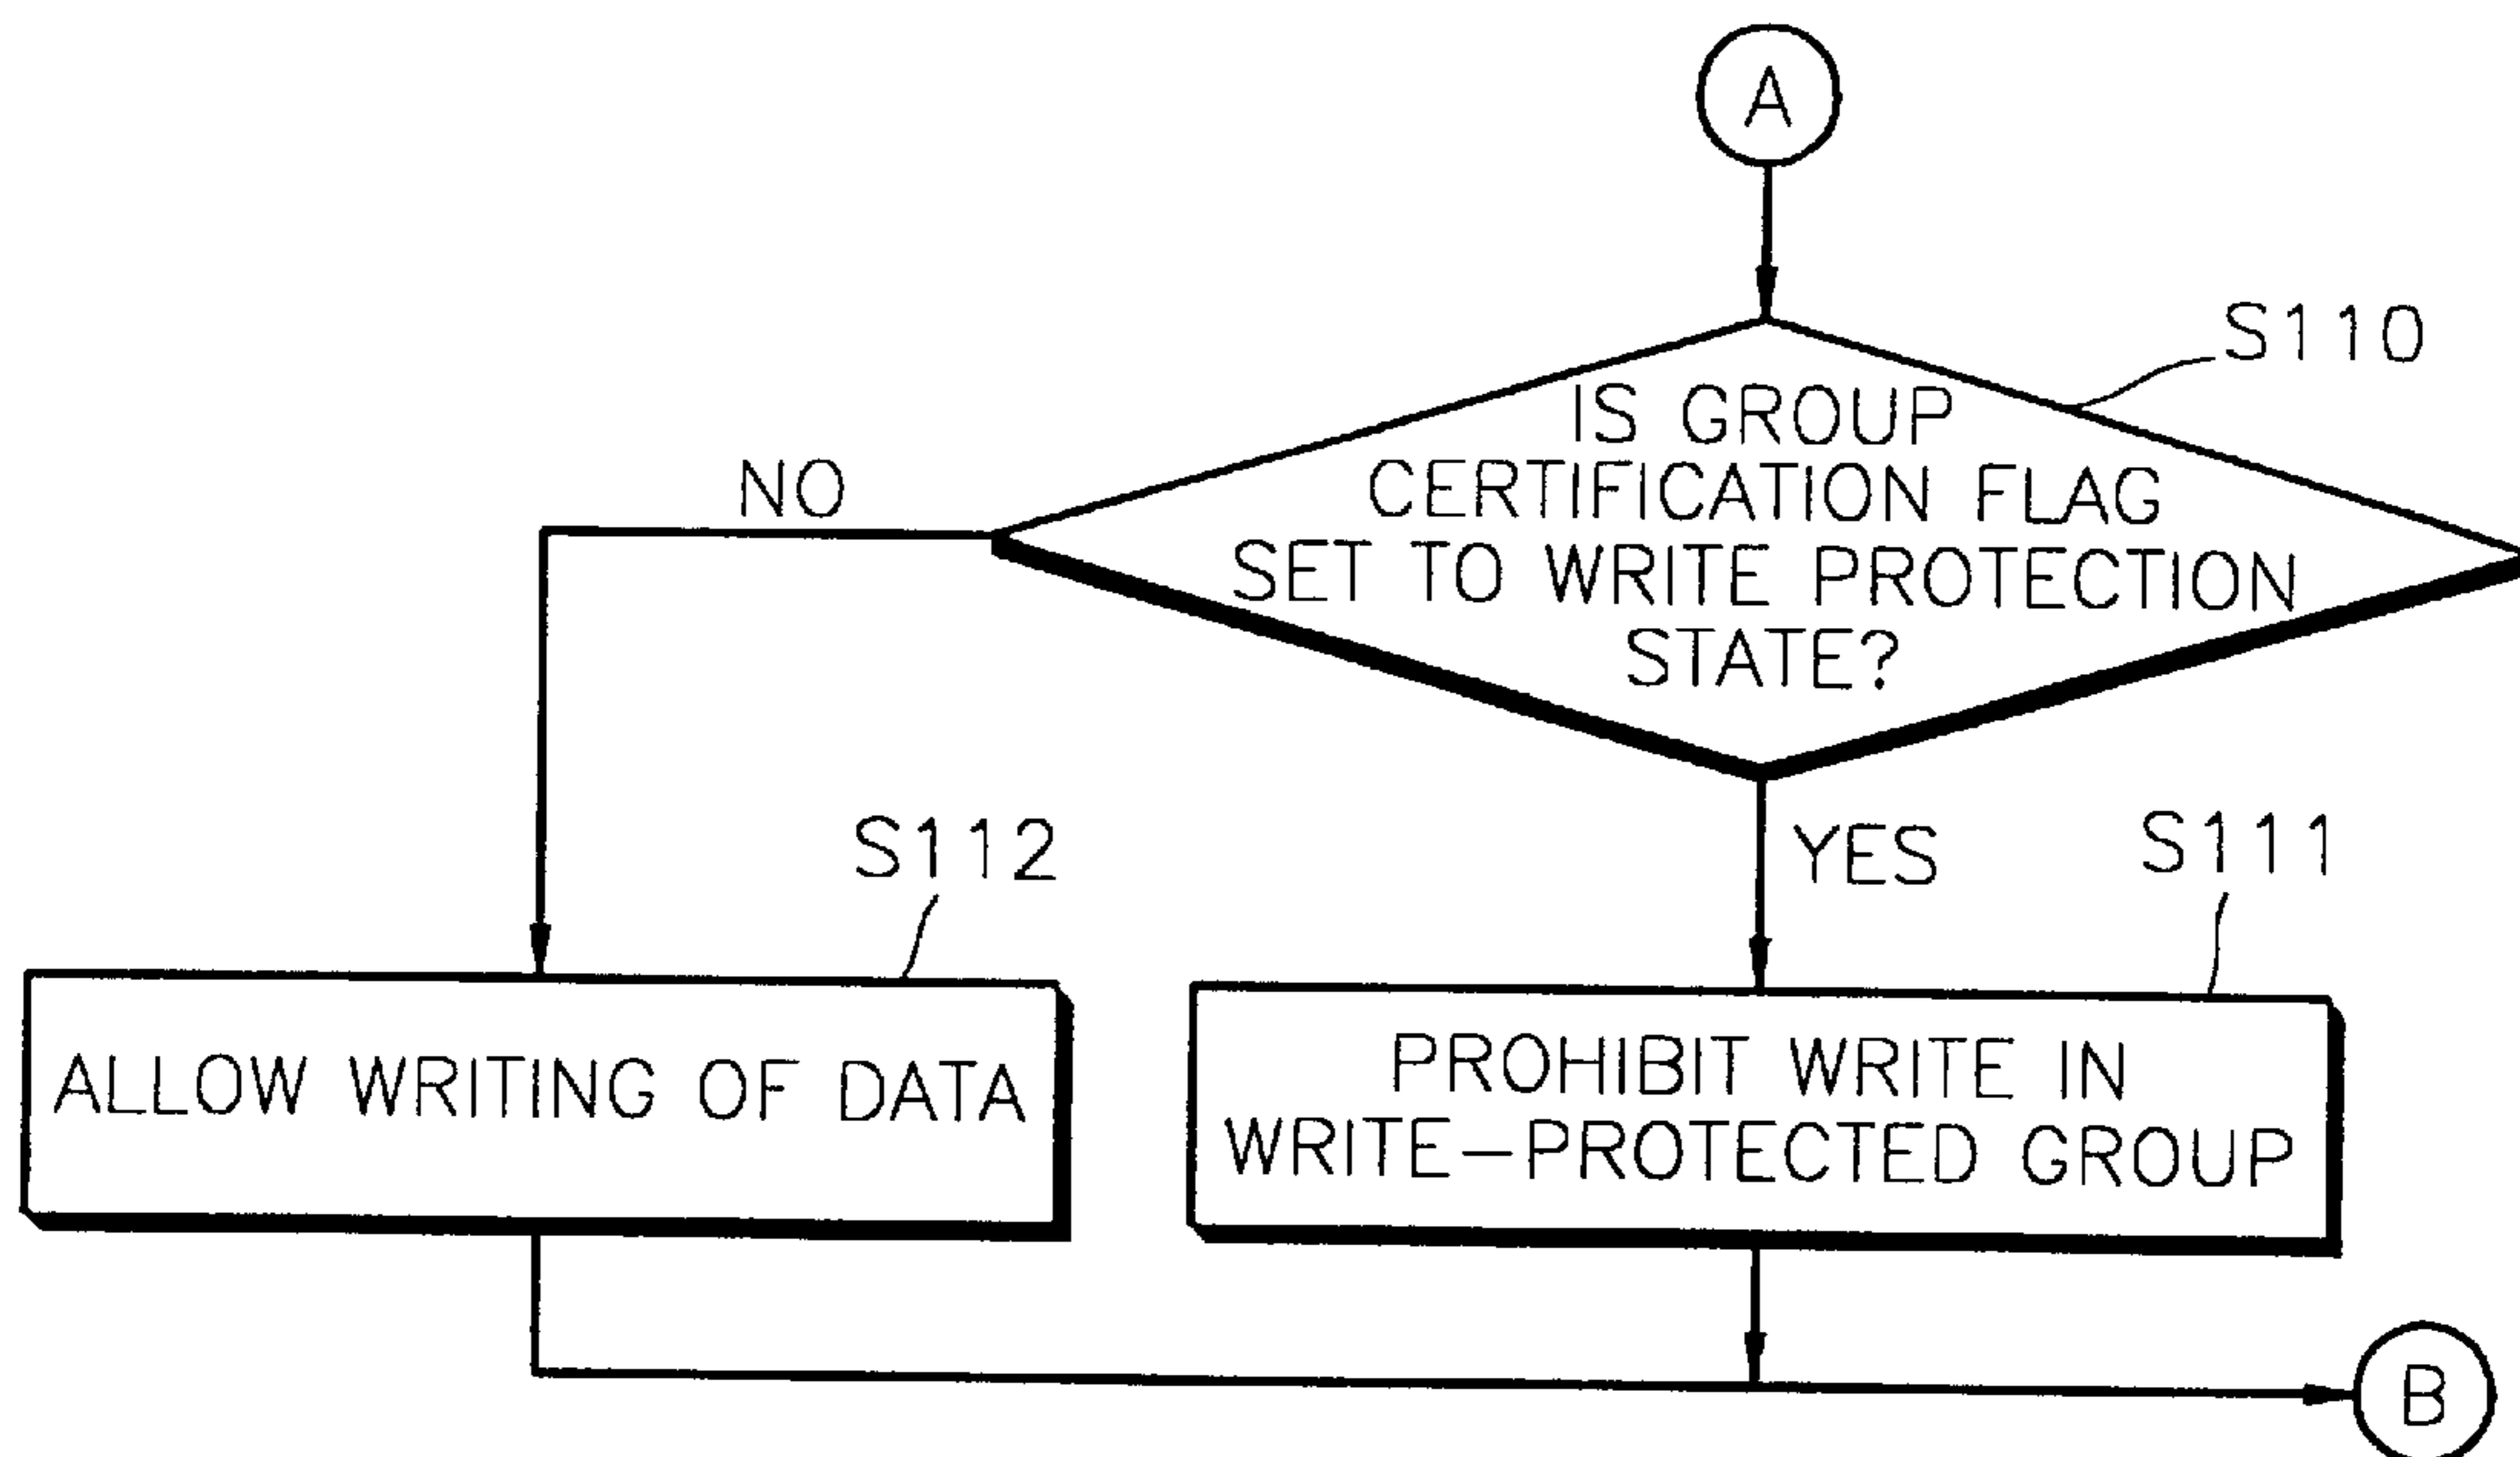 A
S110
IS GROUP
CERTIFICATION FLAG
SET TO WRITE PROTECTION
STATE?
NO
YES
S112
S111
ALLOW WRITING OF DATA
PROHIBIT WRITE IN
WRITE-PROTECTED GROUP
B